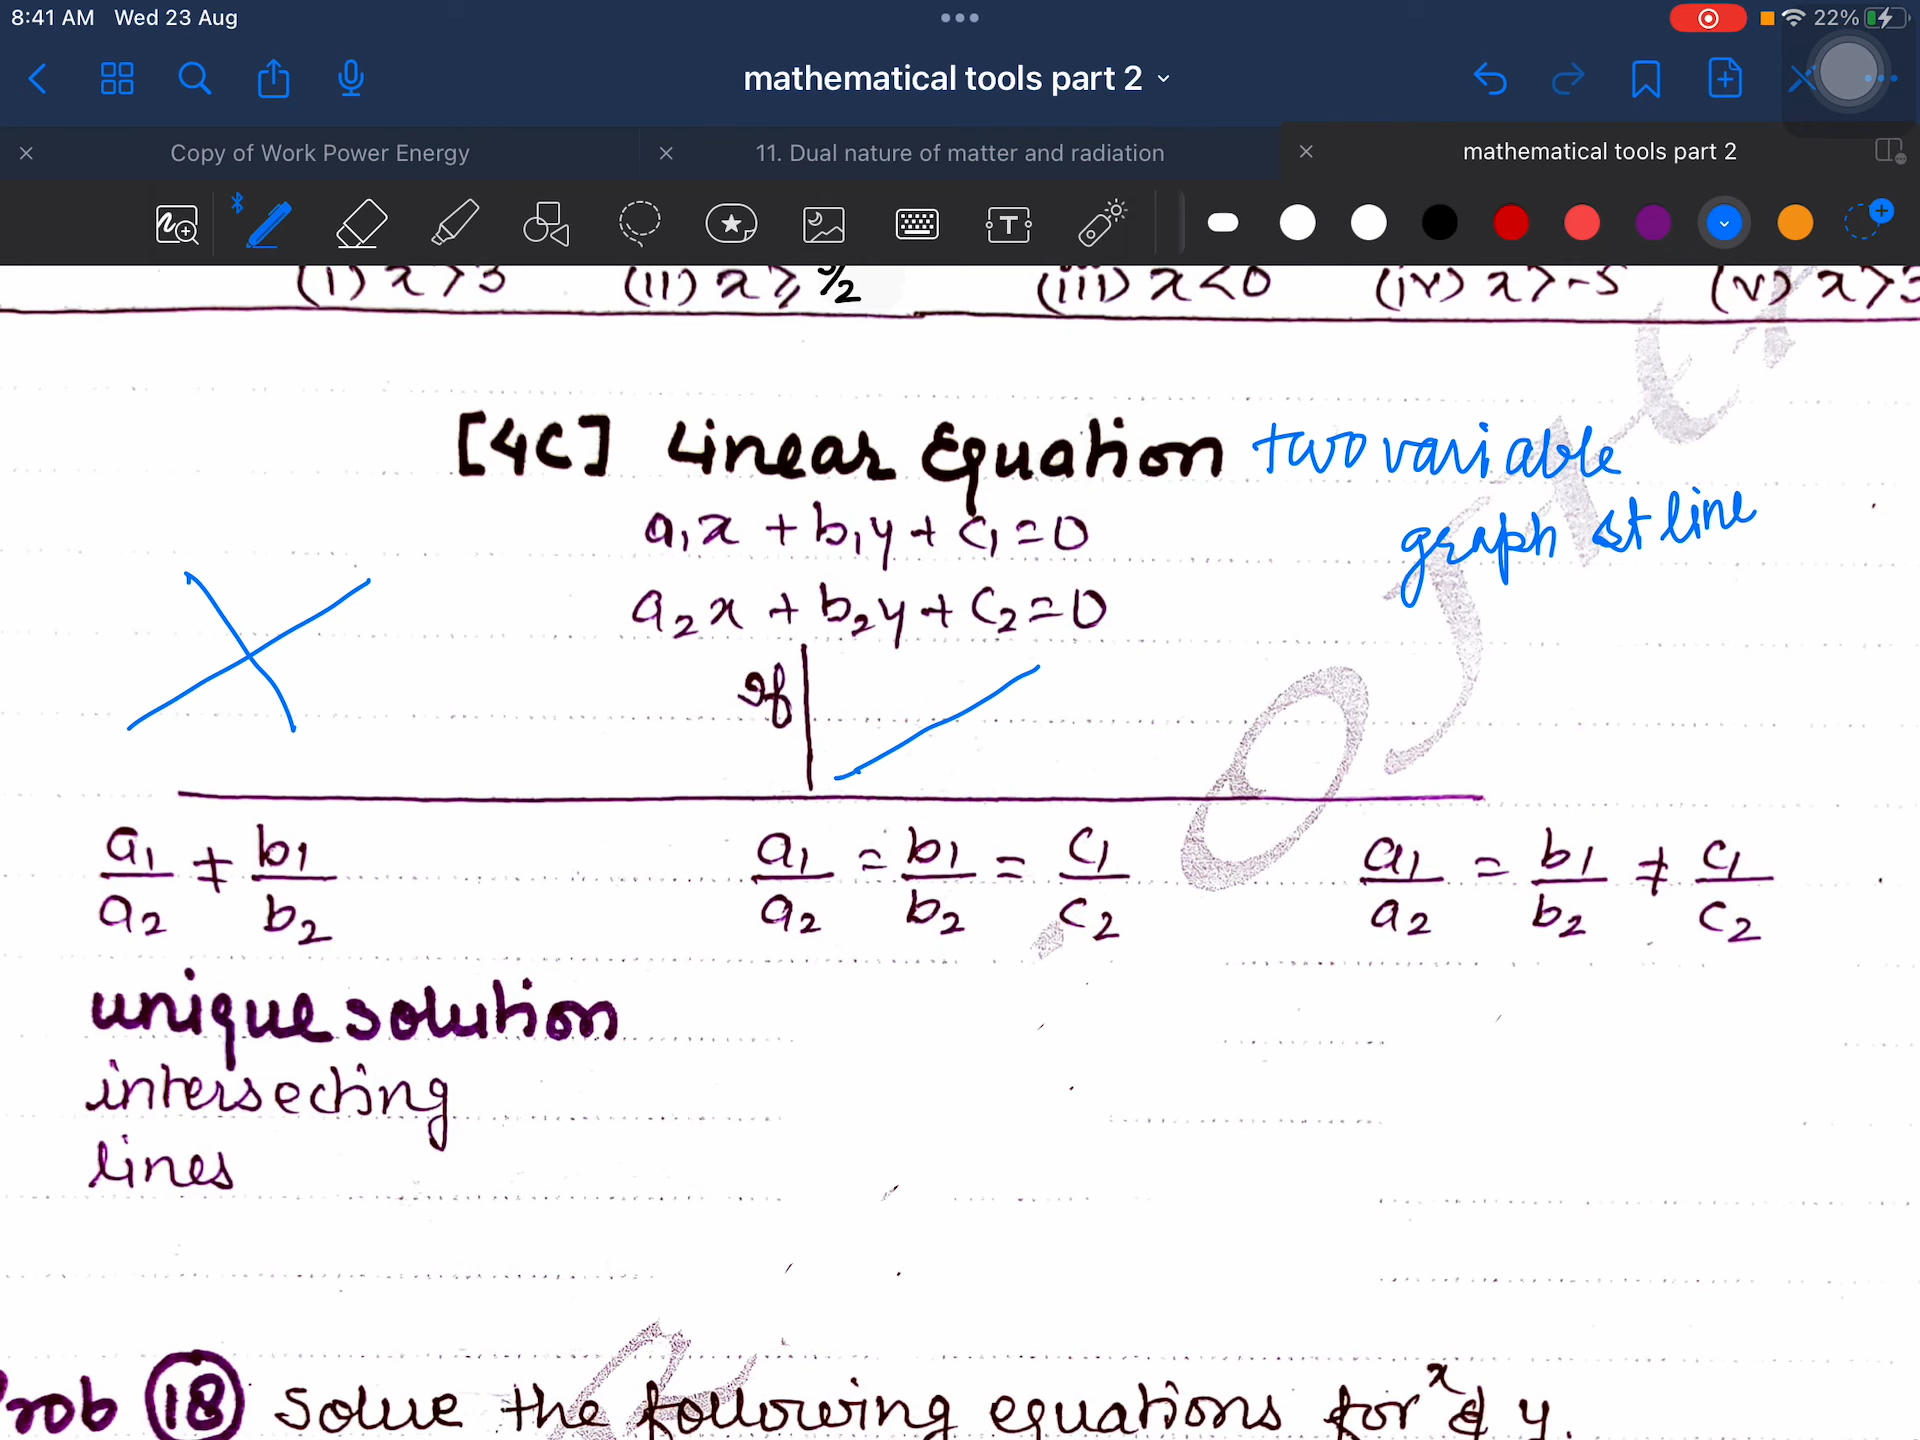 8:41 AM Wed 23 Aug
22%
mathematical tools part 2
Copy of Work Power Energy
11. Dual nature of matter and radiation
mathematical tools part 2
(i) x>3 (ii) x⩾ /2 (iii) x<0 (iv) x>-5 (v) x>3
[4C] Linear Equation two variable
graph st line
a₁x + b₁y + c₁ = 0
a₂x + b₂y + c₂ = 0
If
a₁/a₂ ≠ b₁/b₂
a₁/a₂ = b₁/b₂ = c₁/c₂
a₁/a₂ = b₁/b₂ ≠ c₁/c₂
unique solution
intersecting
lines
Prob 18 Solve the following equations for x & y.